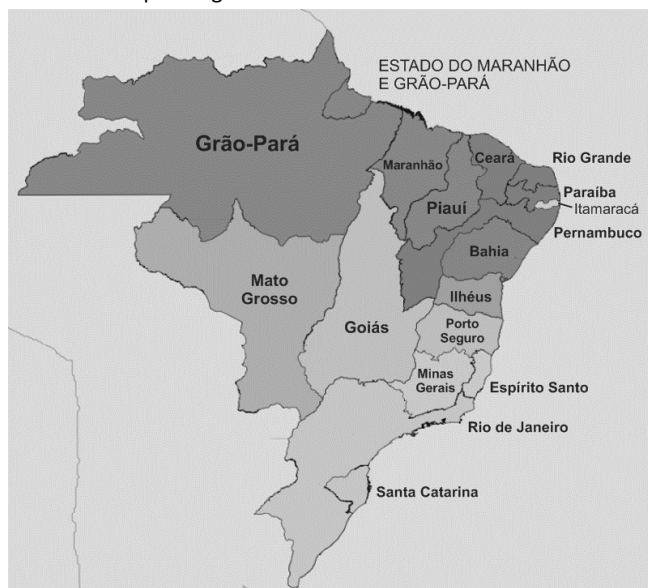 ESTADO DO MARANHÃO
E GRÃO-PARÁ
Grão-Pará
Maranhão
Ceará
Rio Grande
Piauí
Paraíba
Itamaracá
Pernambuco
Bahia
Mato
Grosso
Ilhéus
Goiás
Porto
Seguro
Minas
Gerais
Espírito Santo
Rio de Janeiro
Santa Catarina